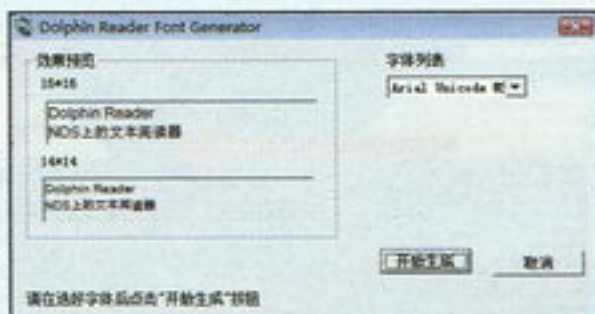 Dolphin Reader Font Generator
效果预览
16*16
Dolphin Reader
NDS上的文本阅读器
14*14
Dolphin Reader
NDS上的文本阅读器
字体列表
Arial Unicode
开始生成
取消
请在选好字体后点击“开始生成”按钮